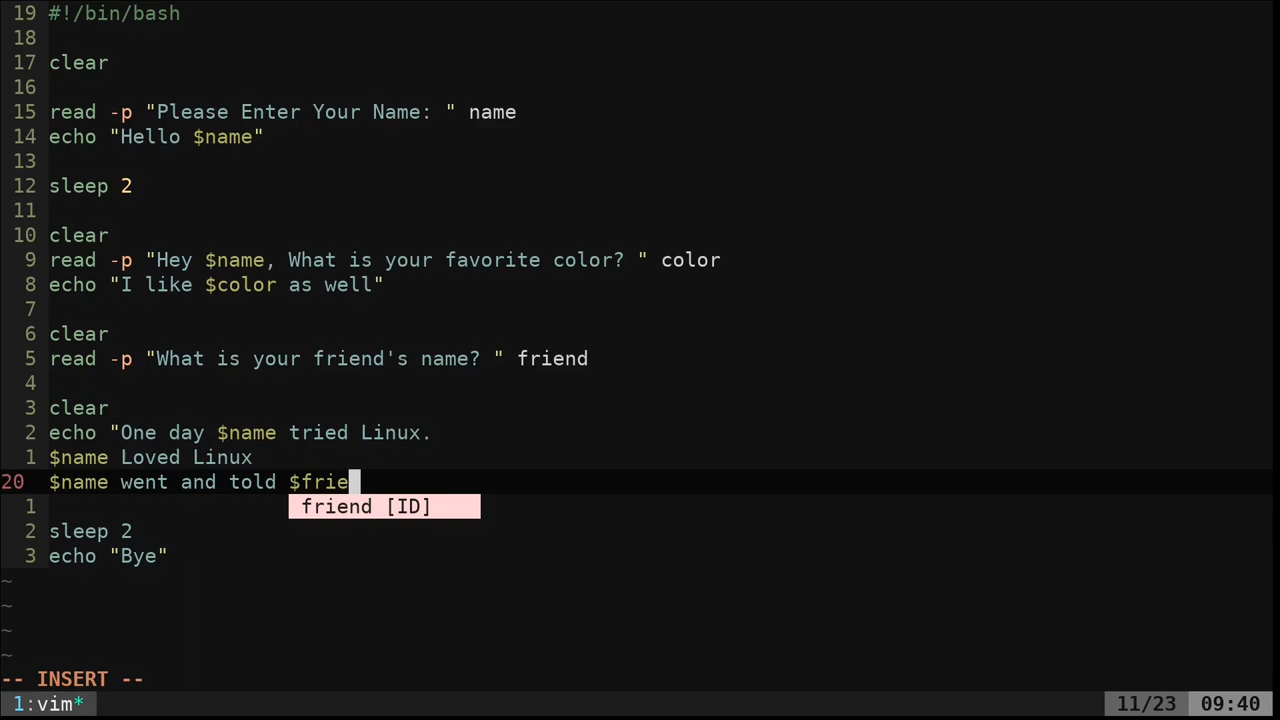 19 #!/bin/bash
18
17 clear
16
15 read -p "Please Enter Your Name: " name
14 echo "Hello $name"
13
12 sleep 2
11
10 clear
9 read -p "Hey $name, What is your favorite color? " color
8 echo "I like $color as well"
7
6 clear
5 read -p "What is your friend's name? " friend
4
3 clear
2 echo "One day $name tried Linux.
1 $name Loved Linux
20 $name went and told $frie
1 friend [ID]
2 sleep 2
3 echo "Bye"
~
~
~
~
-- INSERT --
1:vim* 11/23 09:40